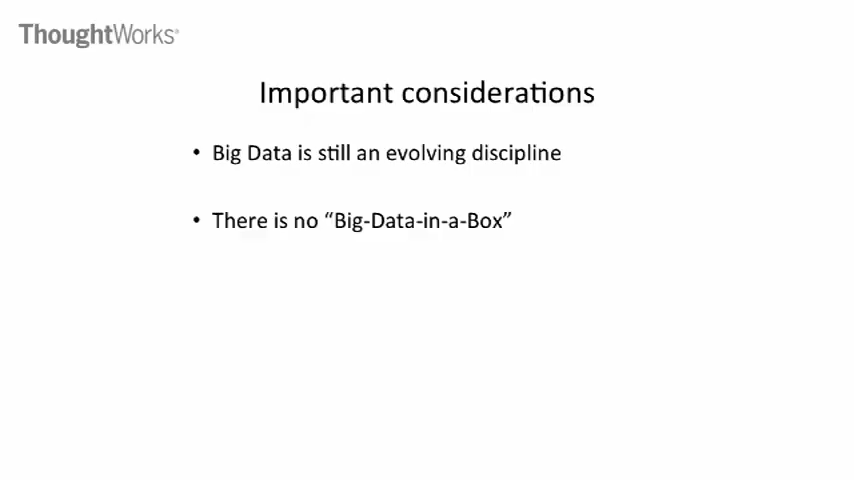 ThoughtWorks®
Important considerations
• Big Data is still an evolving discipline
• There is no “Big-Data-in-a-Box”